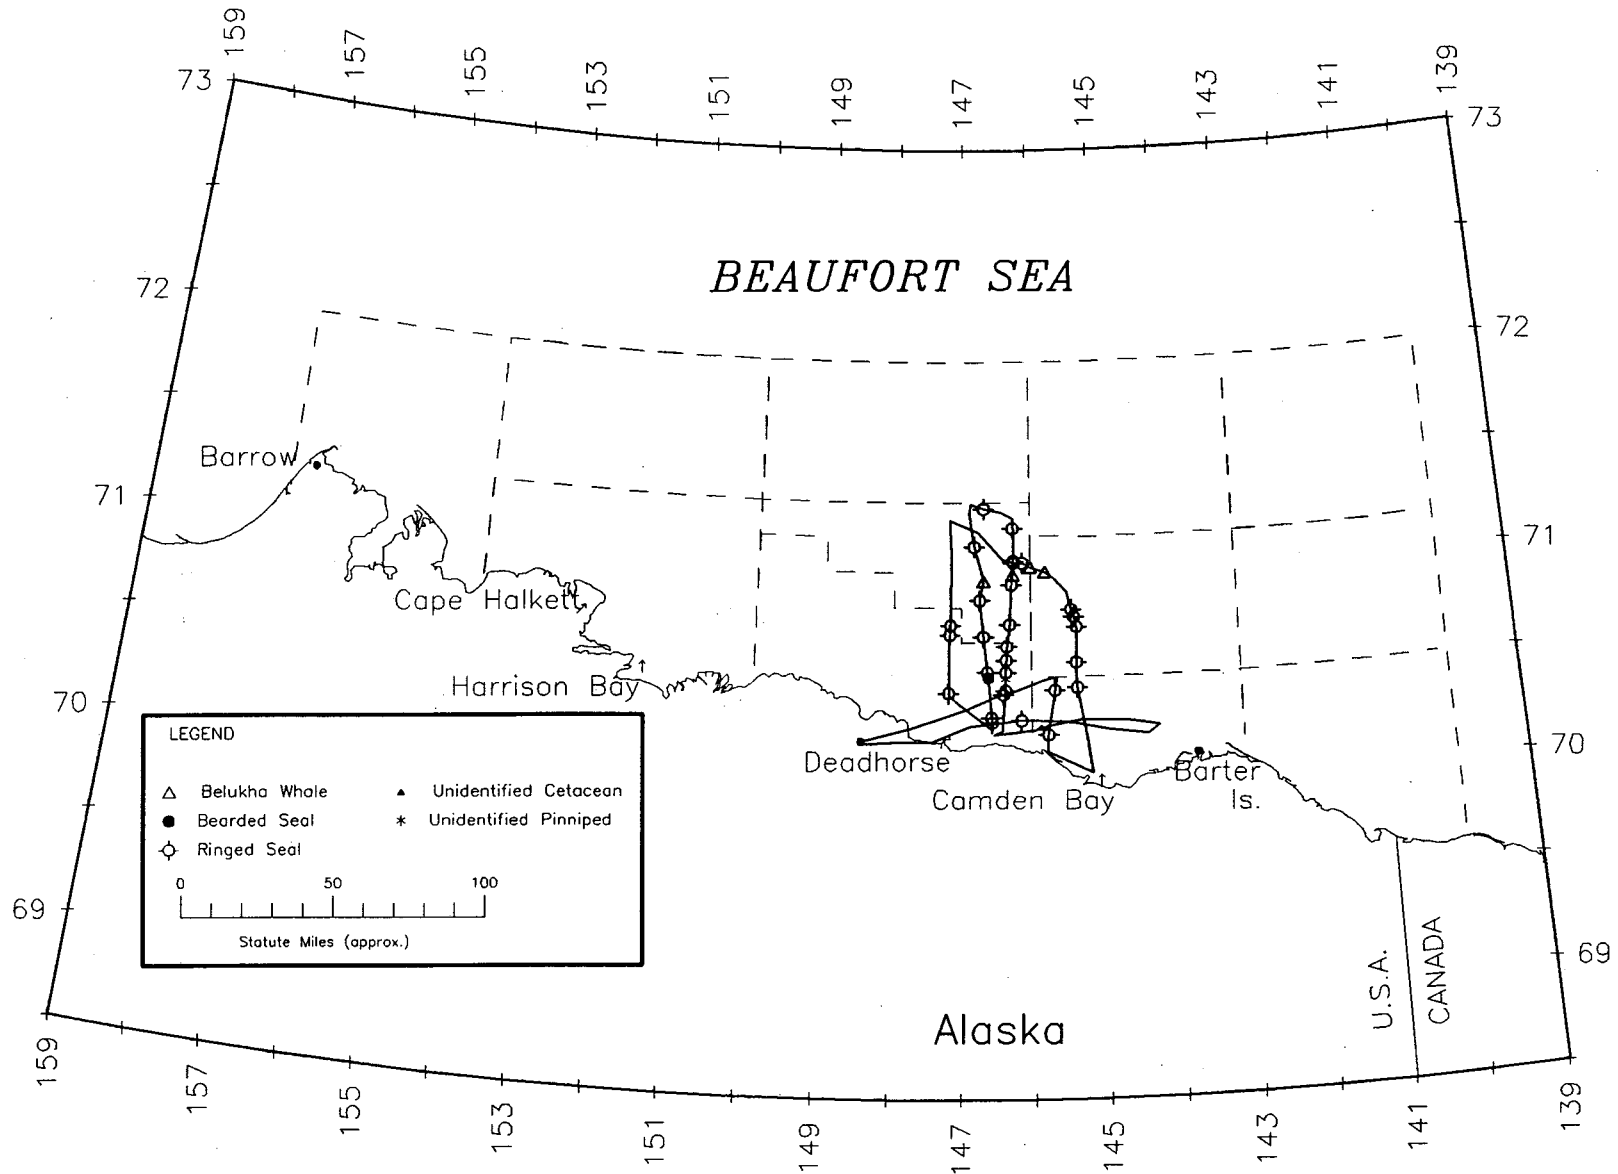 159 157 155 153 151 149 147 145 143 141 139
73 73
BEAUFORT SEA
72 72
Barrow
71 71
Cape Halkett
Harrison Bay
70 70
Deadhorse
Camden Bay
Barter
Is.
LEGEND
Belukha Whale
Bearded Seal
Ringed Seal
Unidentified Cetacean
Unidentified Pinniped
0 50 100
Statute Miles (approx.)
69 69
U.S.A.
CANADA
Alaska
159 157 155 153 151 149 147 145 143 141 139